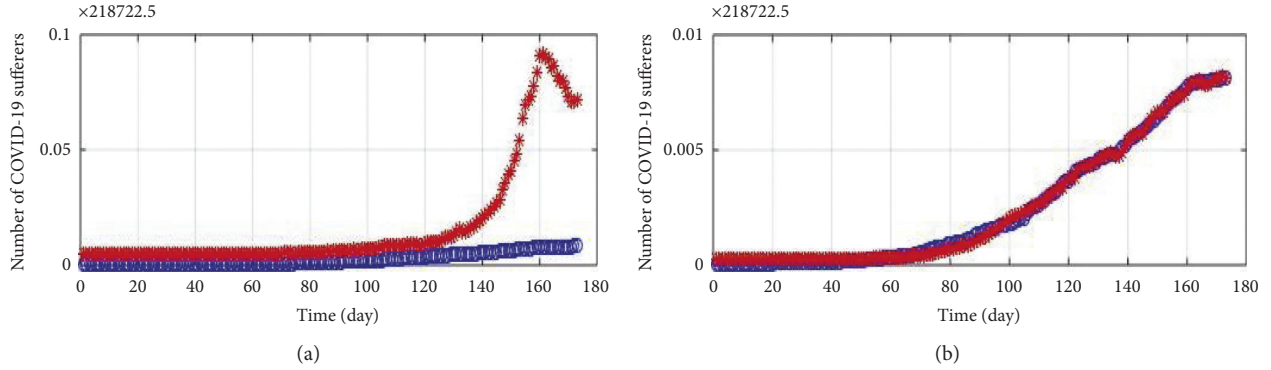 ×218722.5
0.1
0.05
0
Number of COVID-19 sufferers
0 20 40 60 80 100 120 140 160 180
Time (day)
(a)
×218722.5
0.01
0.005
0
Number of COVID-19 sufferers
0 20 40 60 80 100 120 140 160 180
Time (day)
(b)